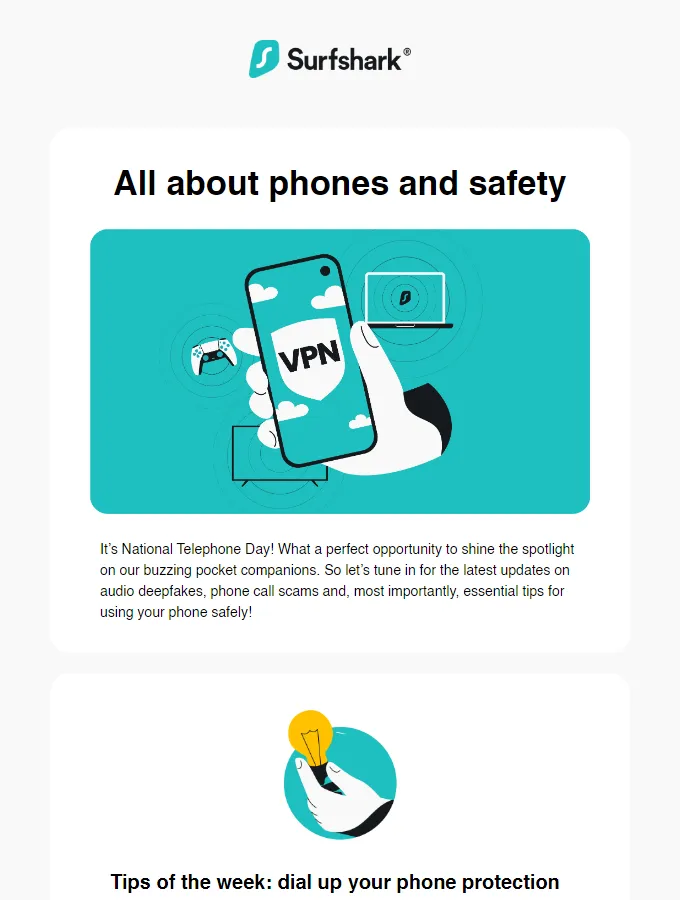 Surfshark®
All about phones and safety
VPN
It’s National Telephone Day! What a perfect opportunity to shine the spotlight
on our buzzing pocket companions. So let’s tune in for the latest updates on
audio deepfakes, phone call scams and, most importantly, essential tips for
using your phone safely!
Tips of the week: dial up your phone protection